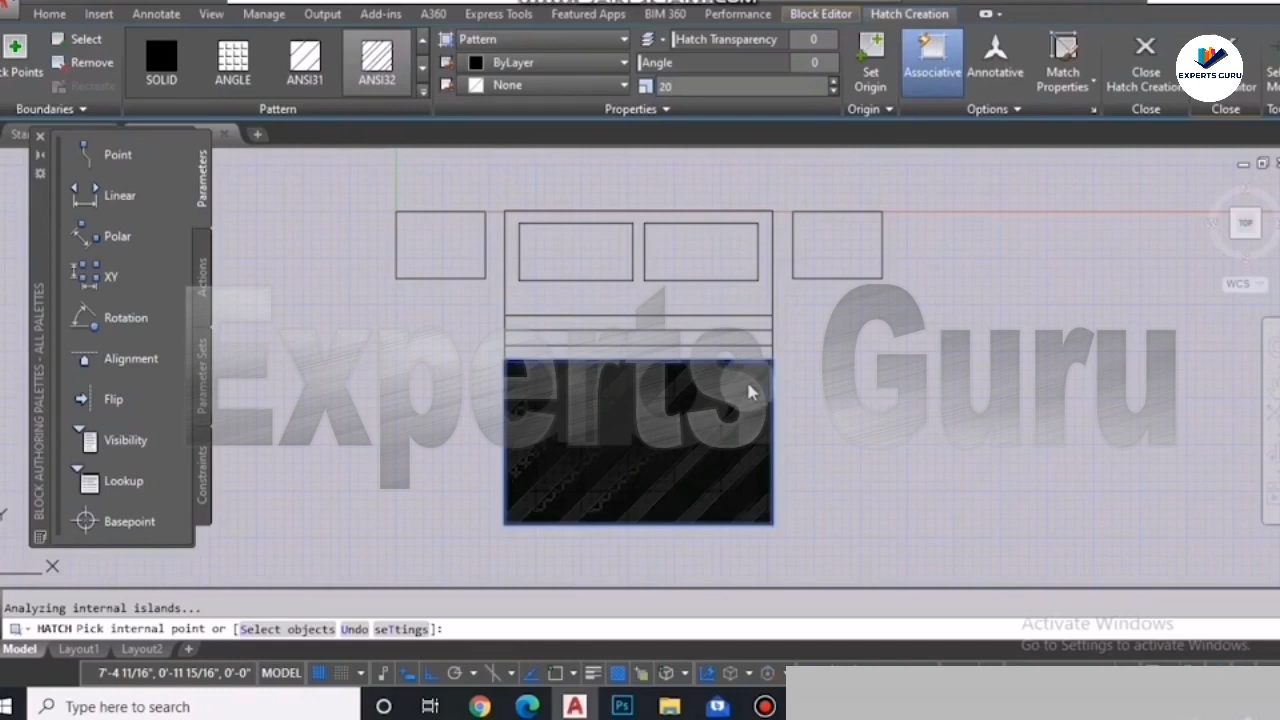 Home Insert Annotate View Manage Output Add-ins A360 Express Tools Featured Apps BIM 360 Performance Block Editor Hatch Creation
Select
Remove
Recreate
Boundaries
SOLID ANGLE ANSI31 ANSI32
Pattern
Pattern
ByLayer
None
Hatch Transparency 0
Angle 0
20
Properties
Set
Origin
Origin
Associative
Annotative
Match
Properties
Options
Close
Hatch Creation
Close
EXPERTS GURU
Close
Point
Linear
Polar
XY
Rotation
Alignment
Flip
Visibility
Lookup
Basepoint
Parameters
Actions
Parameter Sets
Constraints
BLOCK AUTHORING PALETTES - ALL PALETTES
TOP
WCS
Experts Guru
Analyzing internal islands...
HATCH Pick internal point or [Select objects Undo seTtings]:
Activate Windows
Go to Settings to activate Windows.
Model Layout1 Layout2 +
7'-4 11/16", 0'-11 15/16", 0'-0" MODEL
Type here to search